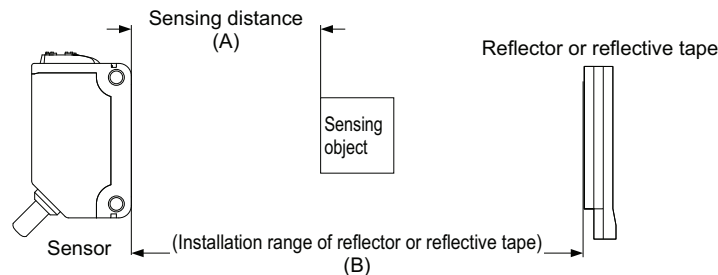 Sensing distance
(A)
Reflector or reflective tape
Sensing
object
Sensor
(Installation range of reflector or reflective tape)
(B)